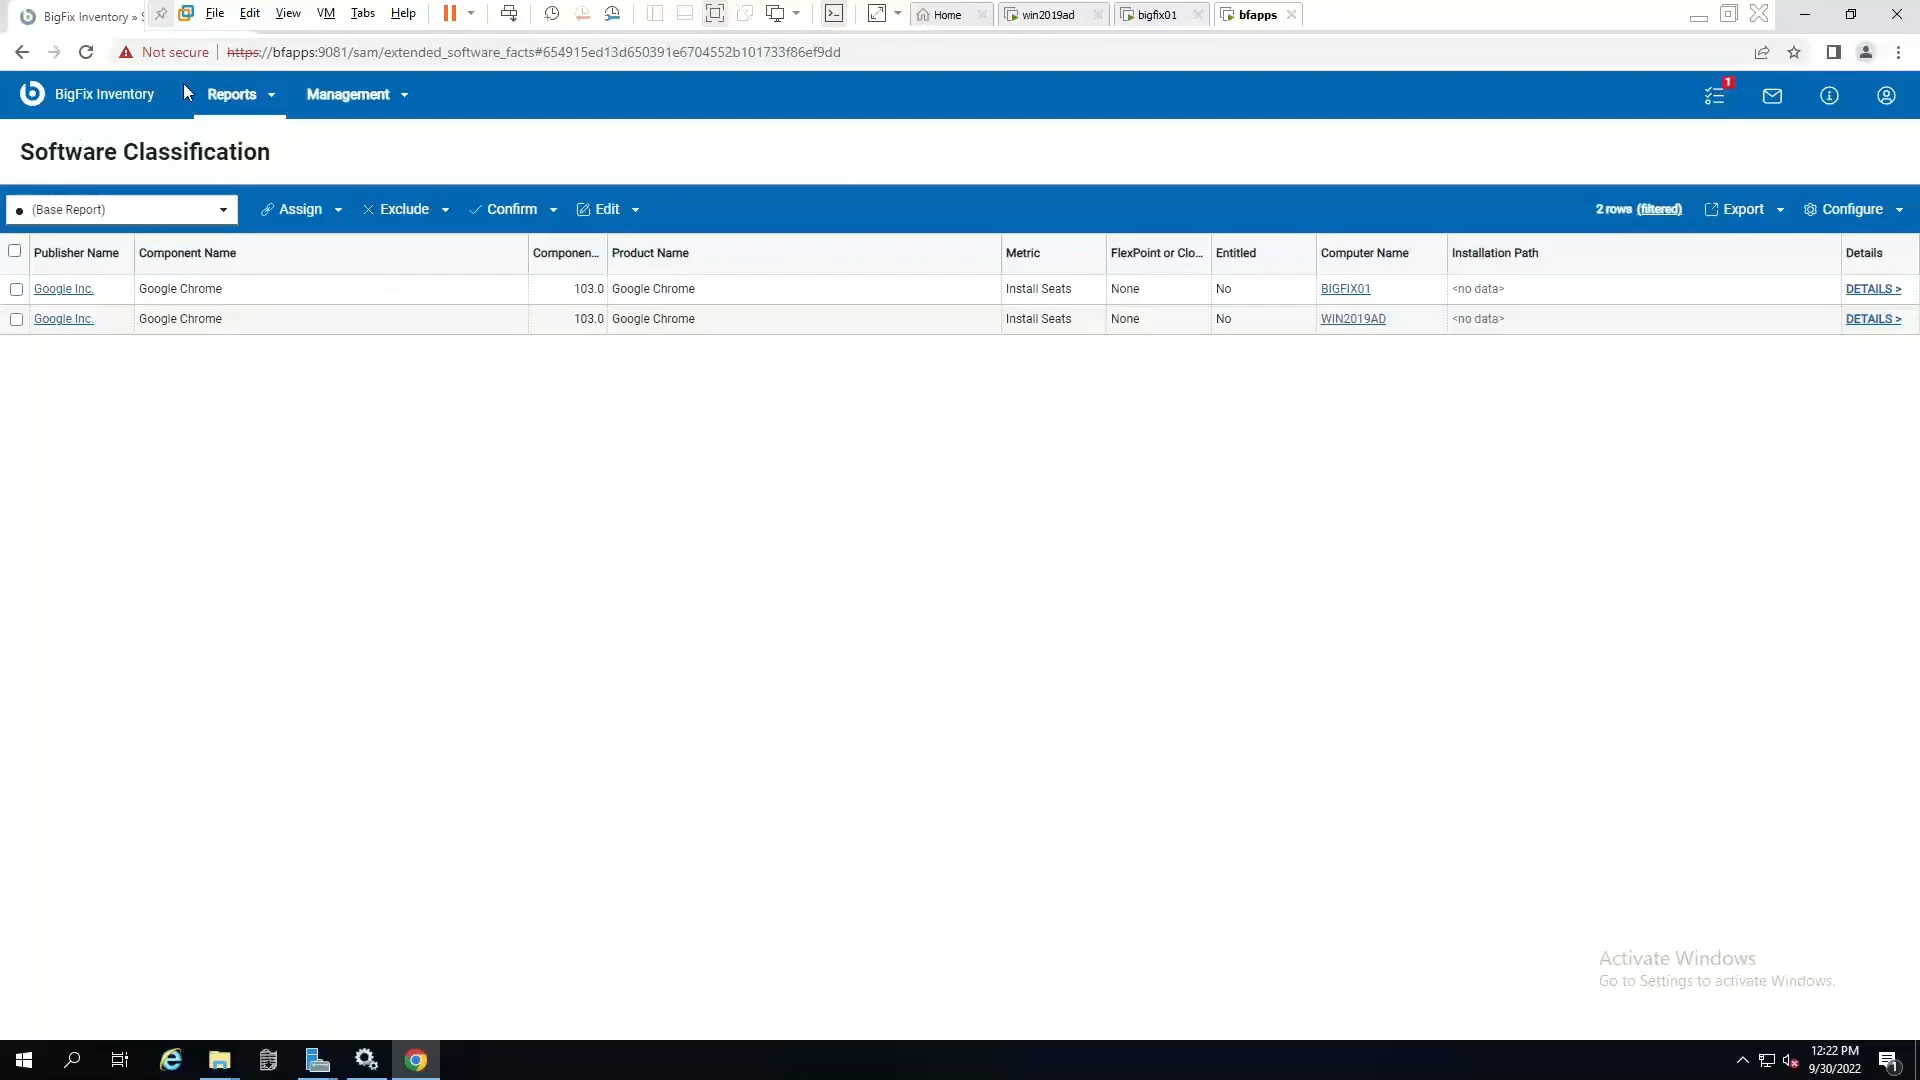 BigFix Inventory »
File Edit View VM Tabs Help
Home win2019ad bigfix01 bfapps
Not secure https://bfapps:9081/sam/extended_software_facts#654915ed13d650391e6704552b101733f86ef9dd
BigFix Inventory Reports Management 1
Software Classification
(Base Report) Assign Exclude Confirm Edit 2 rows (filtered) Export Configure
Publisher Name Component Name Componen... Product Name Metric FlexPoint or Clo... Entitled Computer Name Installation Path Details
Google Inc. Google Chrome 103.0 Google Chrome Install Seats None No BIGFIX01 <no data> DETAILS >
Google Inc. Google Chrome 103.0 Google Chrome Install Seats None No WIN2019AD <no data> DETAILS >
Activate Windows
Go to Settings to activate Windows.
12:22 PM
9/30/2022
1